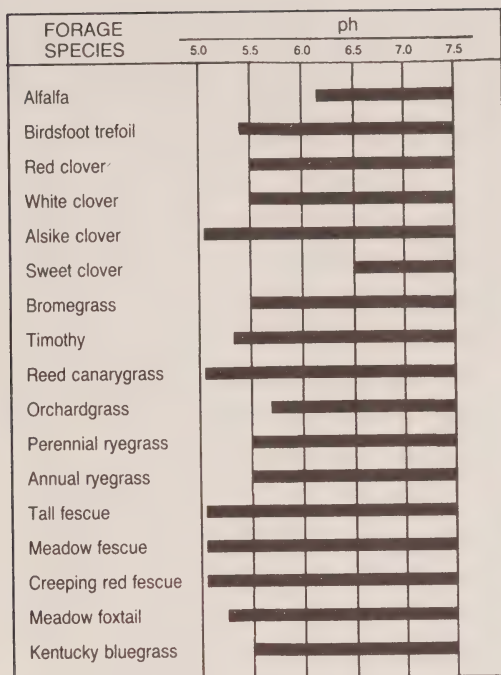 FORAGE
SPECIES
ph
5.0 5.5 6.0 6.5 7.0 7.5
Alfalfa
Birdsfoot trefoil
Red clover
White clover
Alsike clover
Sweet clover
Bromegrass
Timothy
Reed canarygrass
Orchardgrass
Perennial ryegrass
Annual ryegrass
Tall fescue
Meadow fescue
Creeping red fescue
Meadow foxtail
Kentucky bluegrass